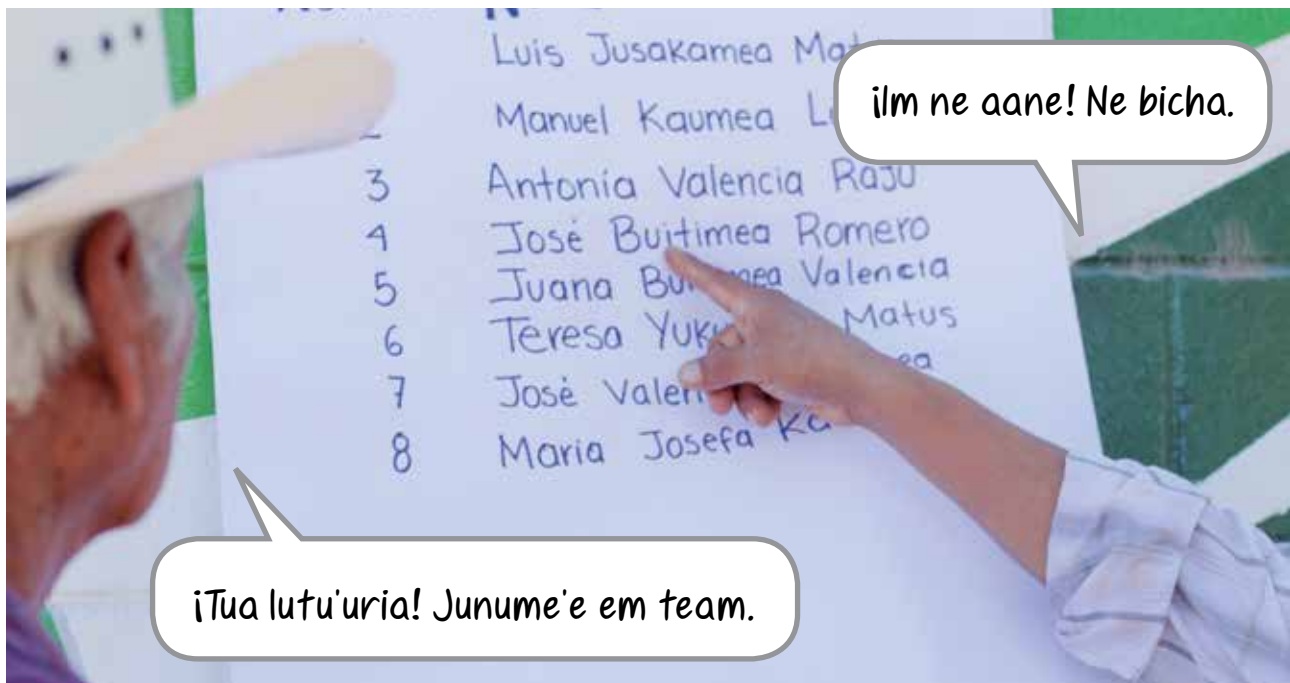 Luis Jusakamea
¡Im ne aane! Ne bicha.
Manuel Kaumea
3 Antonia Valencia Raju
4 José Buitimea Romero
5 Juana Valencia
6 Teresa Matus
7 José
8 Maria Josefa
¡Tua lutu'uria! Junume'e em team.